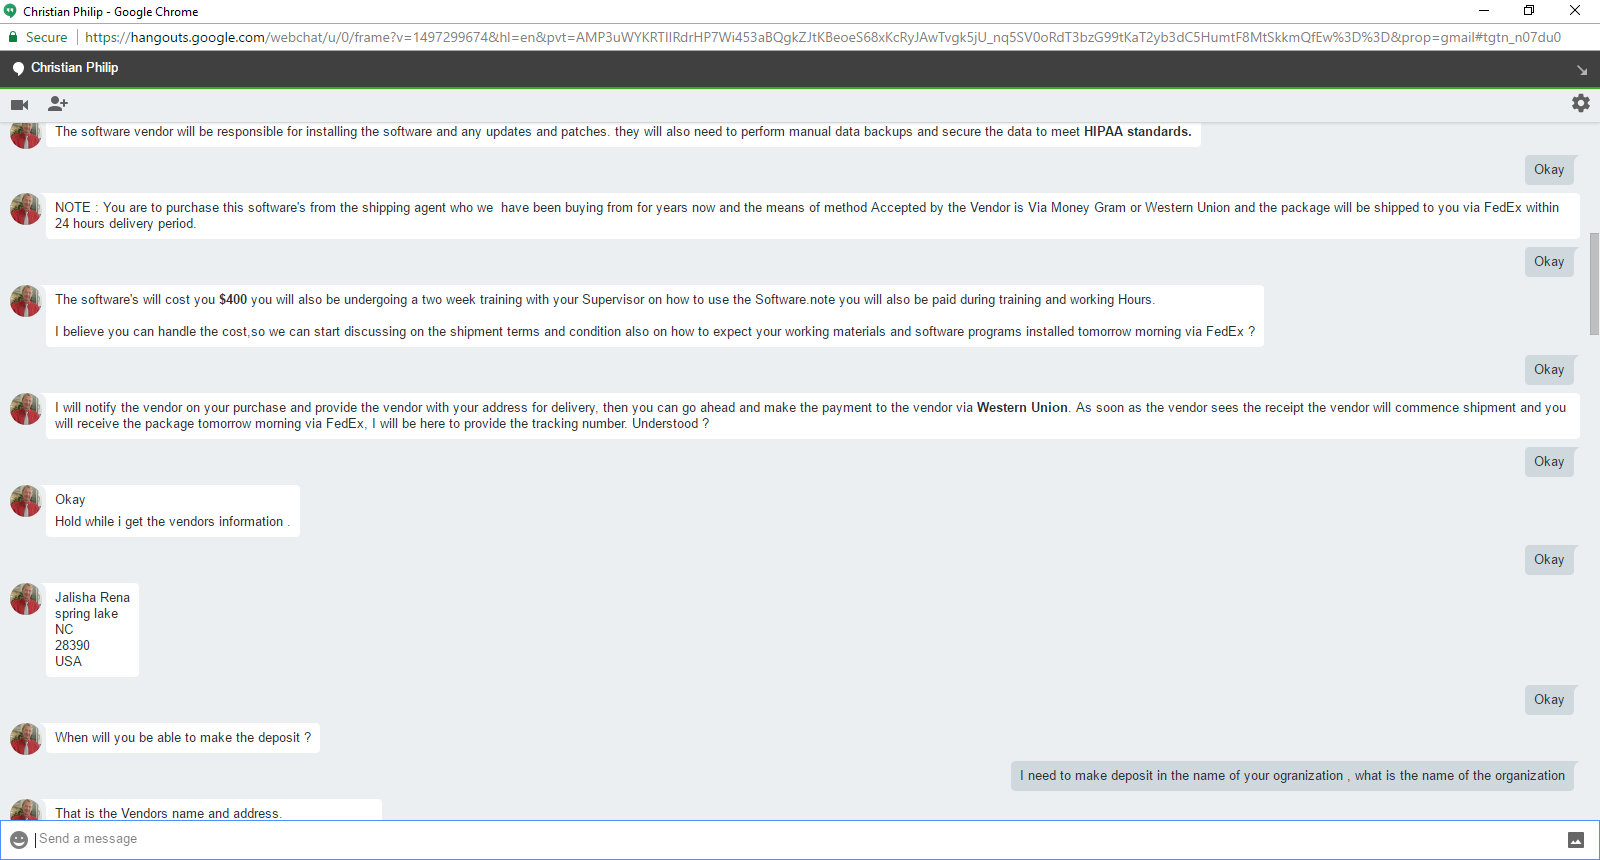 Christian Philip - Google Chrome
Secure
https://hangouts.google.com/webchat/u/0/frame?v=1497299674&hl=en&pvt=AMP3uWYKRTIIRdrHP7Wi453aBQgkZJtKBeoeS68xKcRyJAwTvgk5jU_nq5SV0oRdT3bzG99tKaT2yb3dC5HumtF8MtSkkmQfEw%3D%3D&prop=gmail#tgtn_n07du0
Christian Philip
The software vendor will be responsible for installing the software and any updates and patches. they will also need to perform manual data backups and secure the data to meet HIPAA standards.
Okay
NOTE : You are to purchase this software's from the shipping agent who we have been buying from for years now and the means of method Accepted by the Vendor is Via Money Gram or Western Union and the package will be shipped to you via FedEx within
24 hours delivery period.
Okay
The software's will cost you $400 you will also be undergoing a two week training with your Supervisor on how to use the Software.note you will also be paid during training and working Hours.
I believe you can handle the cost,so we can start discussing on the shipment terms and condition also on how to expect your working materials and software programs installed tomorrow morning via FedEx ?
Okay
I will notify the vendor on your purchase and provide the vendor with your address for delivery, then you can go ahead and make the payment to the vendor via Western Union. As soon as the vendor sees the receipt the vendor will commence shipment and you
will receive the package tomorrow morning via FedEx, I will be here to provide the tracking number. Understood ?
Okay
Okay
Hold while i get the vendors information .
Okay
Jalisha Rena
spring lake
NC
28390
USA
Okay
When will you be able to make the deposit ?
I need to make deposit in the name of your ogranization , what is the name of the organization
That is the Vendors name and address.
Send a message